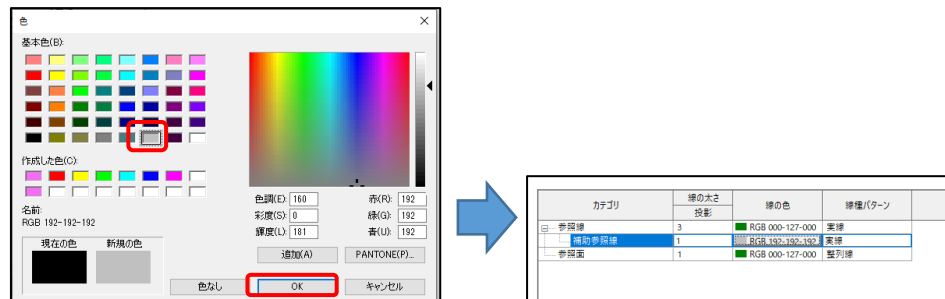 色
基本色(B):
作成した色(C):
名前:
RGB 192-192-192
現在の色 新規の色
色調(E): 160 赤(R): 192
彩度(S): 0 緑(G): 192
輝度(L): 181 青(U): 192
追加(A) PANTONE(P)...
色なし OK キャンセル
カテゴリ 線の太さ 線の色 線種パターン
投影
参照線 3 RGB 000-127-000 実線
補助参照線 1 RGB 192-192-192 実線
参照面 1 RGB 000-127-000 整列線